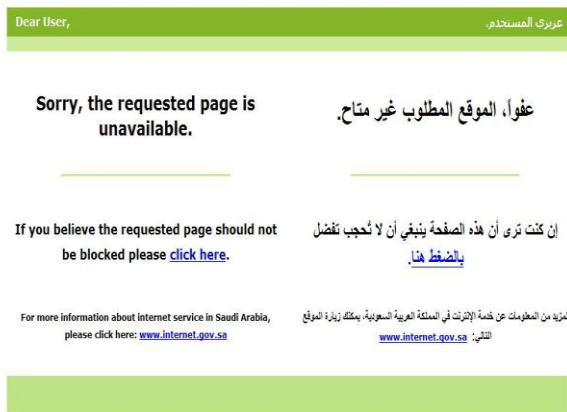 Dear User,
عزيزي المستخدم،
Sorry, the requested page is
unavailable.
عفواً، الموقع المطلوب غير متاح.
If you believe the requested page should not
be blocked please click here.
إن كنت ترى أن هذه الصفحة ينبغي أن لا تُحجب تفضل
بالضغط هنا.
For more information about internet service in Saudi Arabia,
please click here: www.internet.gov.sa
لمزيد من المعلومات عن خدمة الإنترنت في المملكة العربية السعودية، يمكنك زيارة الموقع
التالي: www.internet.gov.sa